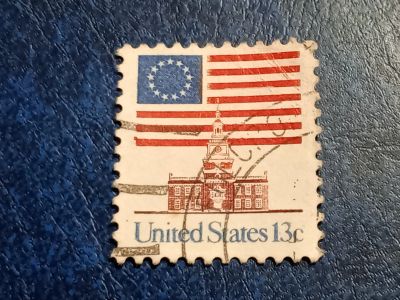 United States 13c